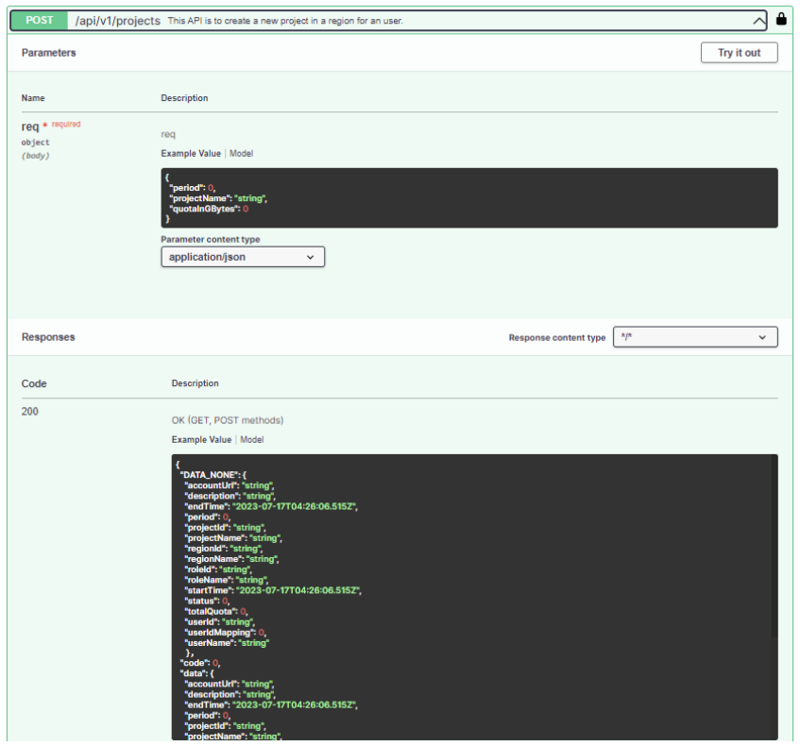 POST /api/v1/projects This API is to create a new project in a region for an user.
Parameters
Try it out
Name Description
req * required
object
(body)
req
Example Value | Model
{
"period": 0,
"projectName": "string",
"quotaInGBytes": 0
}
Parameter content type
application/json
Responses
Response content type */*
Code Description
200
OK (GET, POST methods)
Example Value | Model
{
"DATA_NONE": {
"accountUrl": "string",
"description": "string",
"endTime": "2023-07-17T04:26:06.515Z",
"period": 0,
"projectId": "string",
"projectName": "string",
"regionId": "string",
"regionName": "string",
"roleId": "string",
"roleName": "string",
"startTime": "2023-07-17T04:26:06.515Z",
"status": 0,
"totalQuota": 0,
"userId": "string",
"userIdMapping": 0,
"userName": "string"
},
"code": 0,
"data": {
"accountUrl": "string",
"description": "string",
"endTime": "2023-07-17T04:26:06.515Z",
"period": 0,
"projectId": "string",
"projectName": "string",